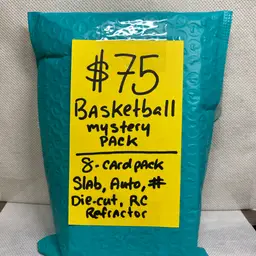 $75
Basketball
mystery
PACK
8-CARD PACK
Slab, Auto, #
Die-cut, RC
Refractor